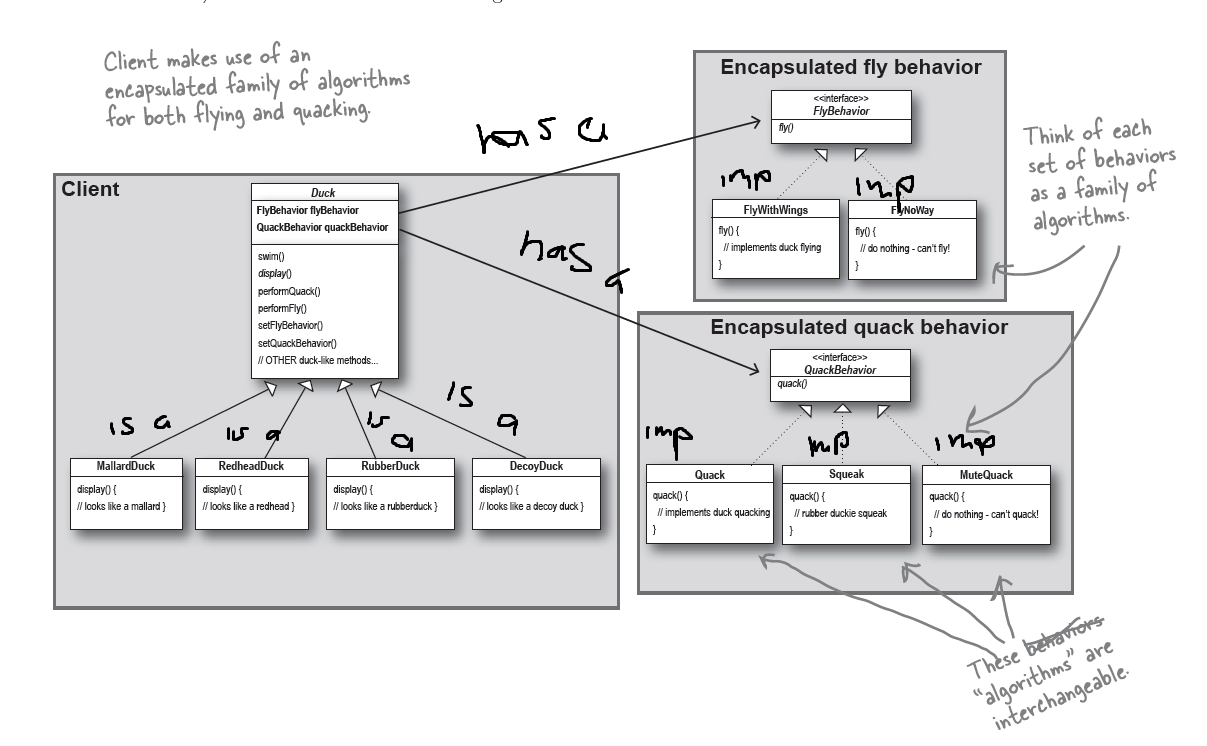 Client makes use of an
encapsulated family of algorithms
for both flying and quacking.
Encapsulated fly behavior
<<interface>>
FlyBehavior
fly()
has a
Think of each
set of behaviors
as a family of
algorithms.
imp
imp
FlyWithWings
fly() {
// implements duck flying
}
FlyNoWay
fly() {
// do nothing - can't fly!
}
Client
Duck
FlyBehavior flyBehavior
QuackBehavior quackBehavior
swim()
display()
performQuack()
performFly()
setFlyBehavior()
setQuackBehavior()
// OTHER duck-like methods...
has a
is a
is a
is a
is a
MallardDuck
display() {
// looks like a mallard }
RedheadDuck
display() {
// looks like a redhead }
RubberDuck
display() {
// looks like a rubberduck }
DecoyDuck
display() {
// looks like a decoy duck }
Encapsulated quack behavior
<<interface>>
QuackBehavior
quack()
imp
imp
imp
Quack
quack() {
// implements duck quacking
}
Squeak
quack() {
// rubber duckie squeak
}
MuteQuack
quack() {
// do nothing - can't quack!
}
These behaviors
"algorithms" are
interchangeable.